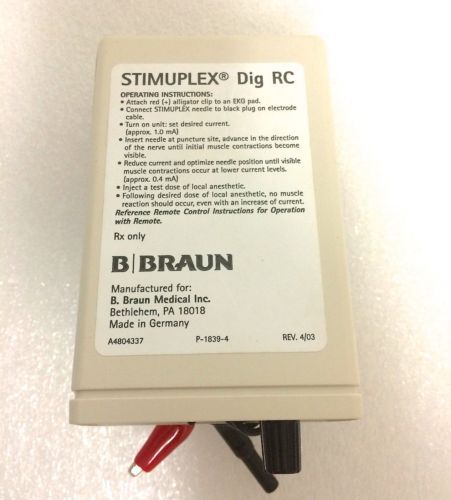 STIMUPLEX® Dig RC
OPERATING INSTRUCTIONS:
• Attach red (+) alligator clip to an EKG pad.
• Connect STIMUPLEX needle to black plug on electrode
cable.
• Turn on unit: set desired current.
(approx. 1.0 mA)
• Insert needle at puncture site, advance in the direction
of the nerve until initial muscle contractions become
visible.
• Reduce current and optimize needle position until visible
muscle contractions occur at lower current levels.
(approx. 0.4 mA)
• Inject a test dose of local anesthetic.
• Following desired dose of local anesthetic, no muscle
reaction should occur, even with an increase of current.
Reference Remote Control Instructions for Operation
with Remote.
Rx only
B|BRAUN
Manufactured for:
B. Braun Medical Inc.
Bethlehem, PA 18018
Made in Germany
A4804337 P-1839-4 REV. 4/03